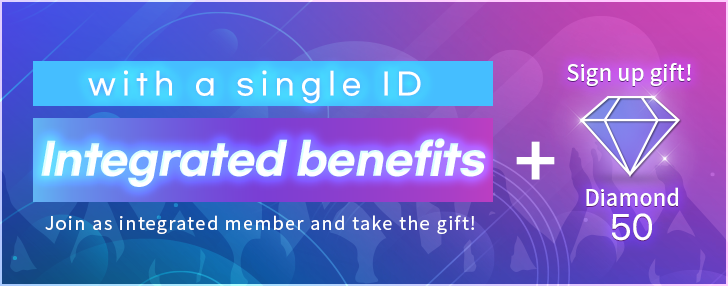 with a single ID
Integrated benefits
Join as integrated member and take the gift!
+
Sign up gift!
Diamond
50